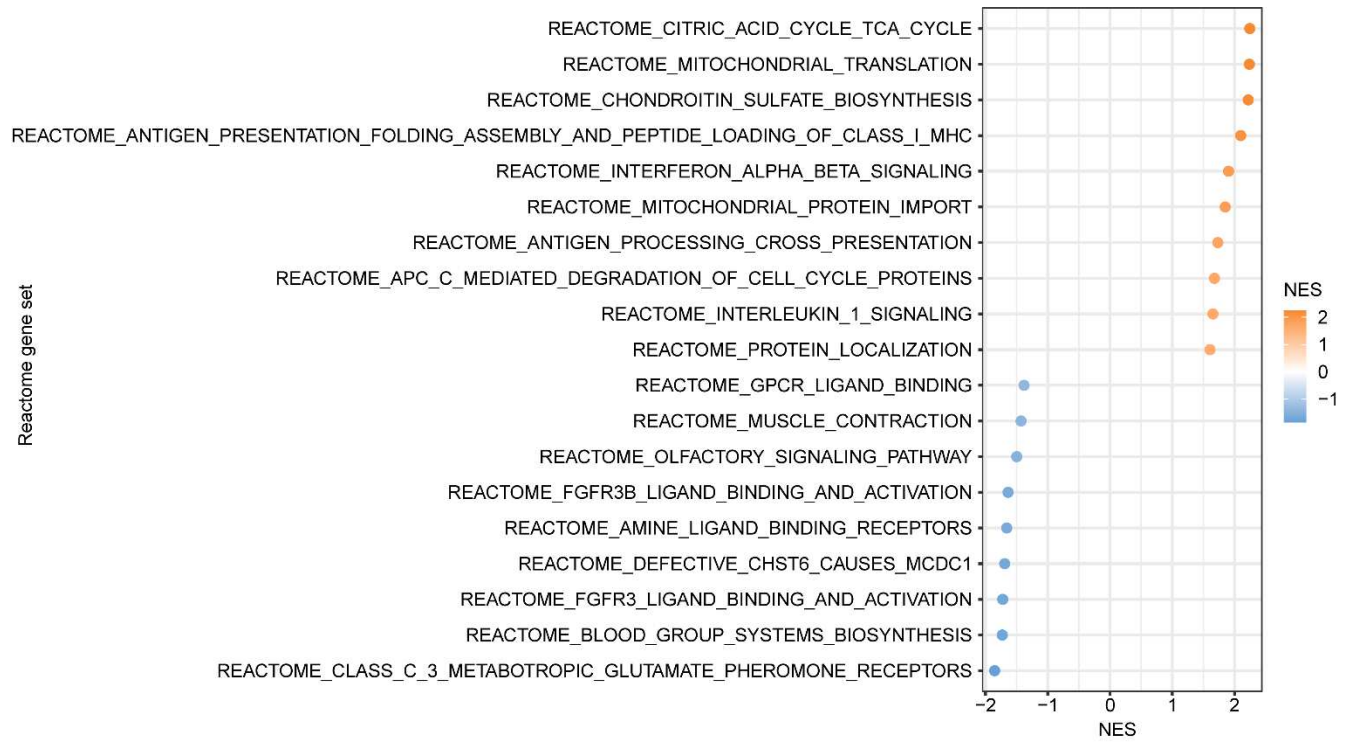 REACTOME_CITRIC_ACID_CYCLE_TCA_CYCLE
REACTOME_MITOCHONDRIAL_TRANSLATION
REACTOME_CHONDROITIN_SULFATE_BIOSYNTHESIS
REACTOME_ANTIGEN_PRESENTATION_FOLDING_ASSEMBLY_AND_PEPTIDE_LOADING_OF_CLASS_I_MHC
REACTOME_INTERFERON_ALPHA_BETA_SIGNALING
REACTOME_MITOCHONDRIAL_PROTEIN_IMPORT
REACTOME_ANTIGEN_PROCESSING_CROSS_PRESENTATION
REACTOME_APC_C_MEDIATED_DEGRADATION_OF_CELL_CYCLE_PROTEINS
REACTOME_INTERLEUKIN_1_SIGNALING
REACTOME_PROTEIN_LOCALIZATION
REACTOME_GPCR_LIGAND_BINDING
REACTOME_MUSCLE_CONTRACTION
REACTOME_OLFACTORY_SIGNALING_PATHWAY
REACTOME_FGFR3B_LIGAND_BINDING_AND_ACTIVATION
REACTOME_AMINE_LIGAND_BINDING_RECEPTORS
REACTOME_DEFECTIVE_CHST6_CAUSES_MCDC1
REACTOME_FGFR3_LIGAND_BINDING_AND_ACTIVATION
REACTOME_BLOOD_GROUP_SYSTEMS_BIOSYNTHESIS
REACTOME_CLASS_C_3_METABOTROPIC_GLUTAMATE_PHEROMONE_RECEPTORS
Reactome gene set
−2 −1 0 1 2
NES
NES
2
1
0
−1